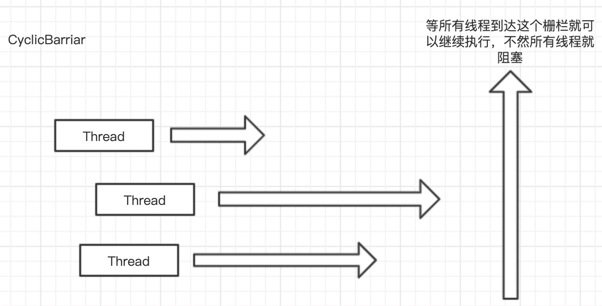 等所有线程到达这个栅栏就可
以继续执行，不然所有线程就
阻塞
CyclicBarriar
Thread
Thread
Thread